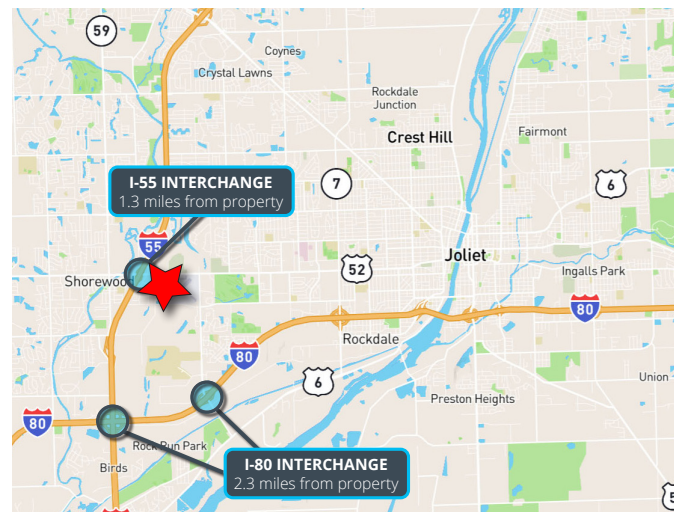 59
Coynes
Crystal Lawns
Rockdale
Junction
Crest Hill
Fairmont
I-55 INTERCHANGE
1.3 miles from property
7
6
55
Joliet
Shorewood
52
Ingalls Park
80
Rockdale
80
6
Preston Heights
Union
80
Rock Run Park
Birds
I-80 INTERCHANGE
2.3 miles from property